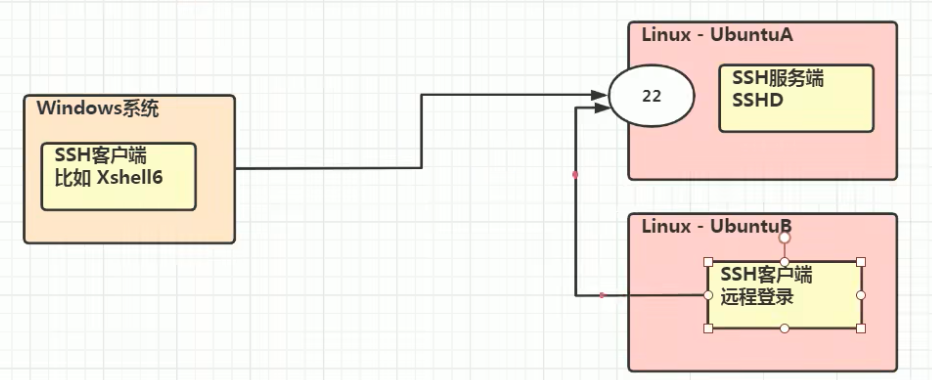 Windows系统
SSH客户端
比如 Xshell6
Linux - UbuntuA
22
SSH服务端
SSHD
Linux - UbuntuB
SSH客户端
远程登录